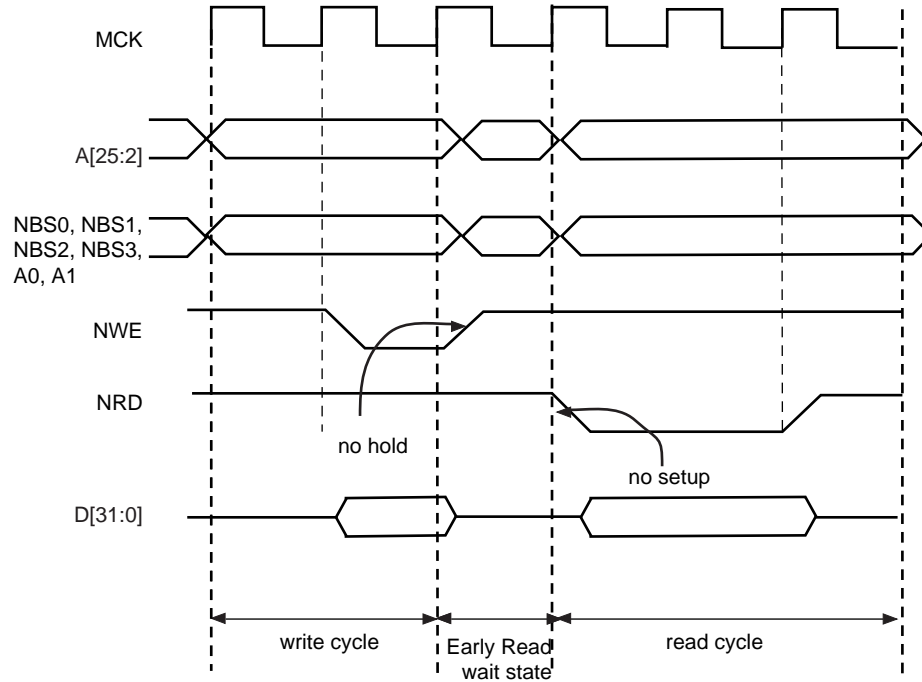 MCK
A[25:2]
NBS0, NBS1,
NBS2, NBS3,
A0, A1
NWE
NRD
no hold
no setup
D[31:0]
write cycle
Early Read
wait state
read cycle